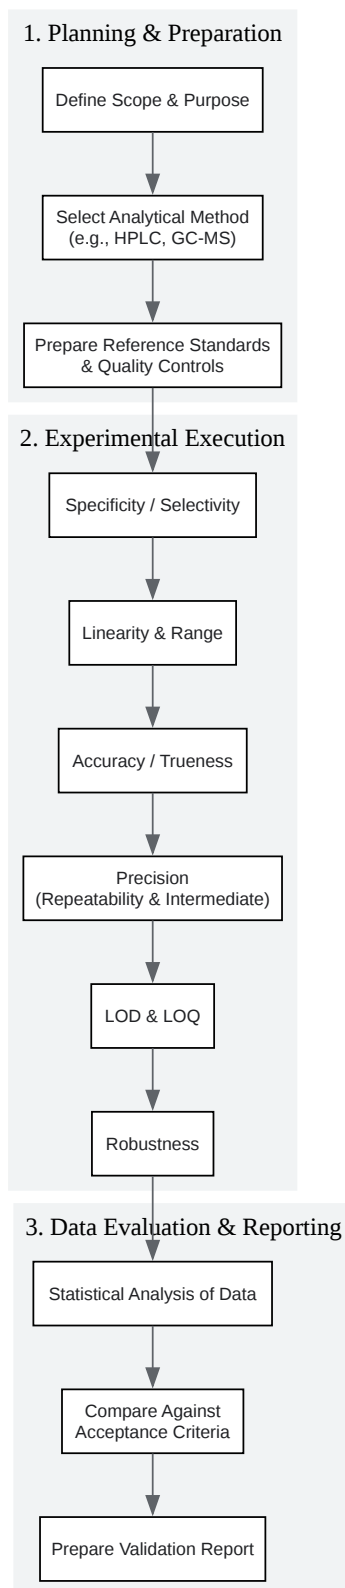 1. Planning & Preparation
Define Scope & Purpose
Select Analytical Method
(e.g., HPLC, GC-MS)
Prepare Reference Standards
& Quality Controls
2. Experimental Execution
Specificity / Selectivity
Linearity & Range
Accuracy / Trueness
Precision
(Repeatability & Intermediate)
LOD & LOQ
Robustness
3. Data Evaluation & Reporting
Statistical Analysis of Data
Compare Against
Acceptance Criteria
Prepare Validation Report